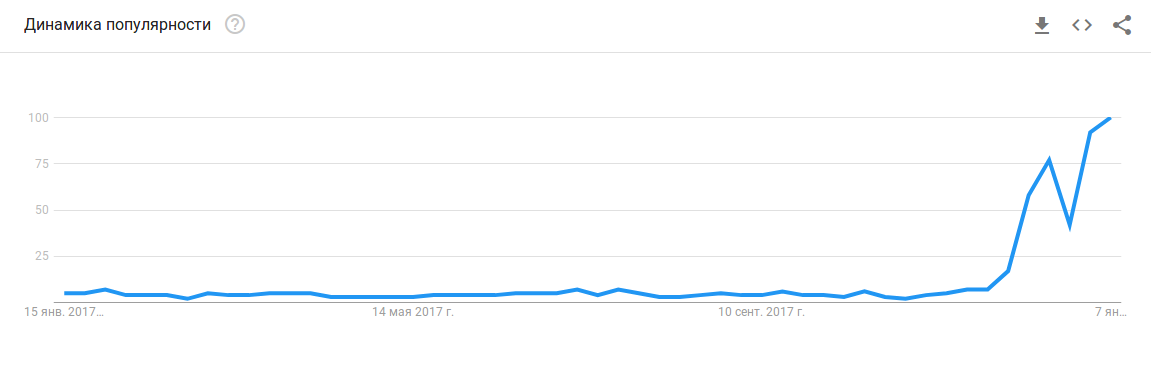 Динамика популярности ?
100
75
50
25
15 янв. 2017…
14 мая 2017 г.
10 сент. 2017 г.
7 ян…